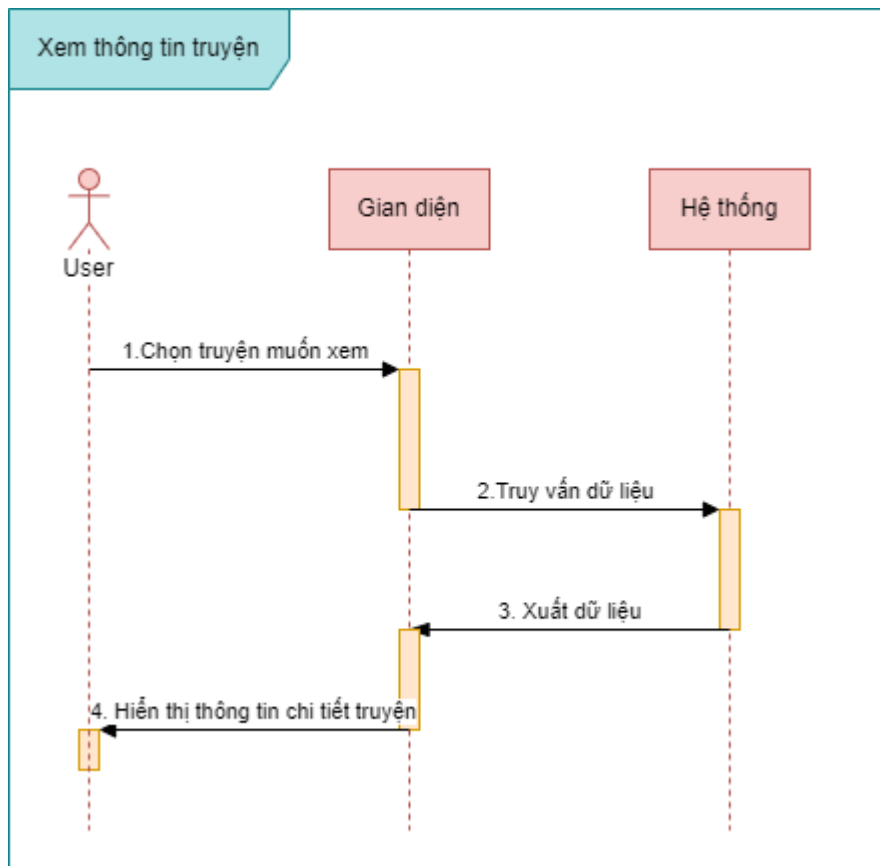 Xem thông tin truyện
User
Gian diện
Hệ thống
1.Chọn truyện muốn xem
2.Truy vấn dữ liệu
3. Xuất dữ liệu
4. Hiển thị thông tin chi tiết truyện